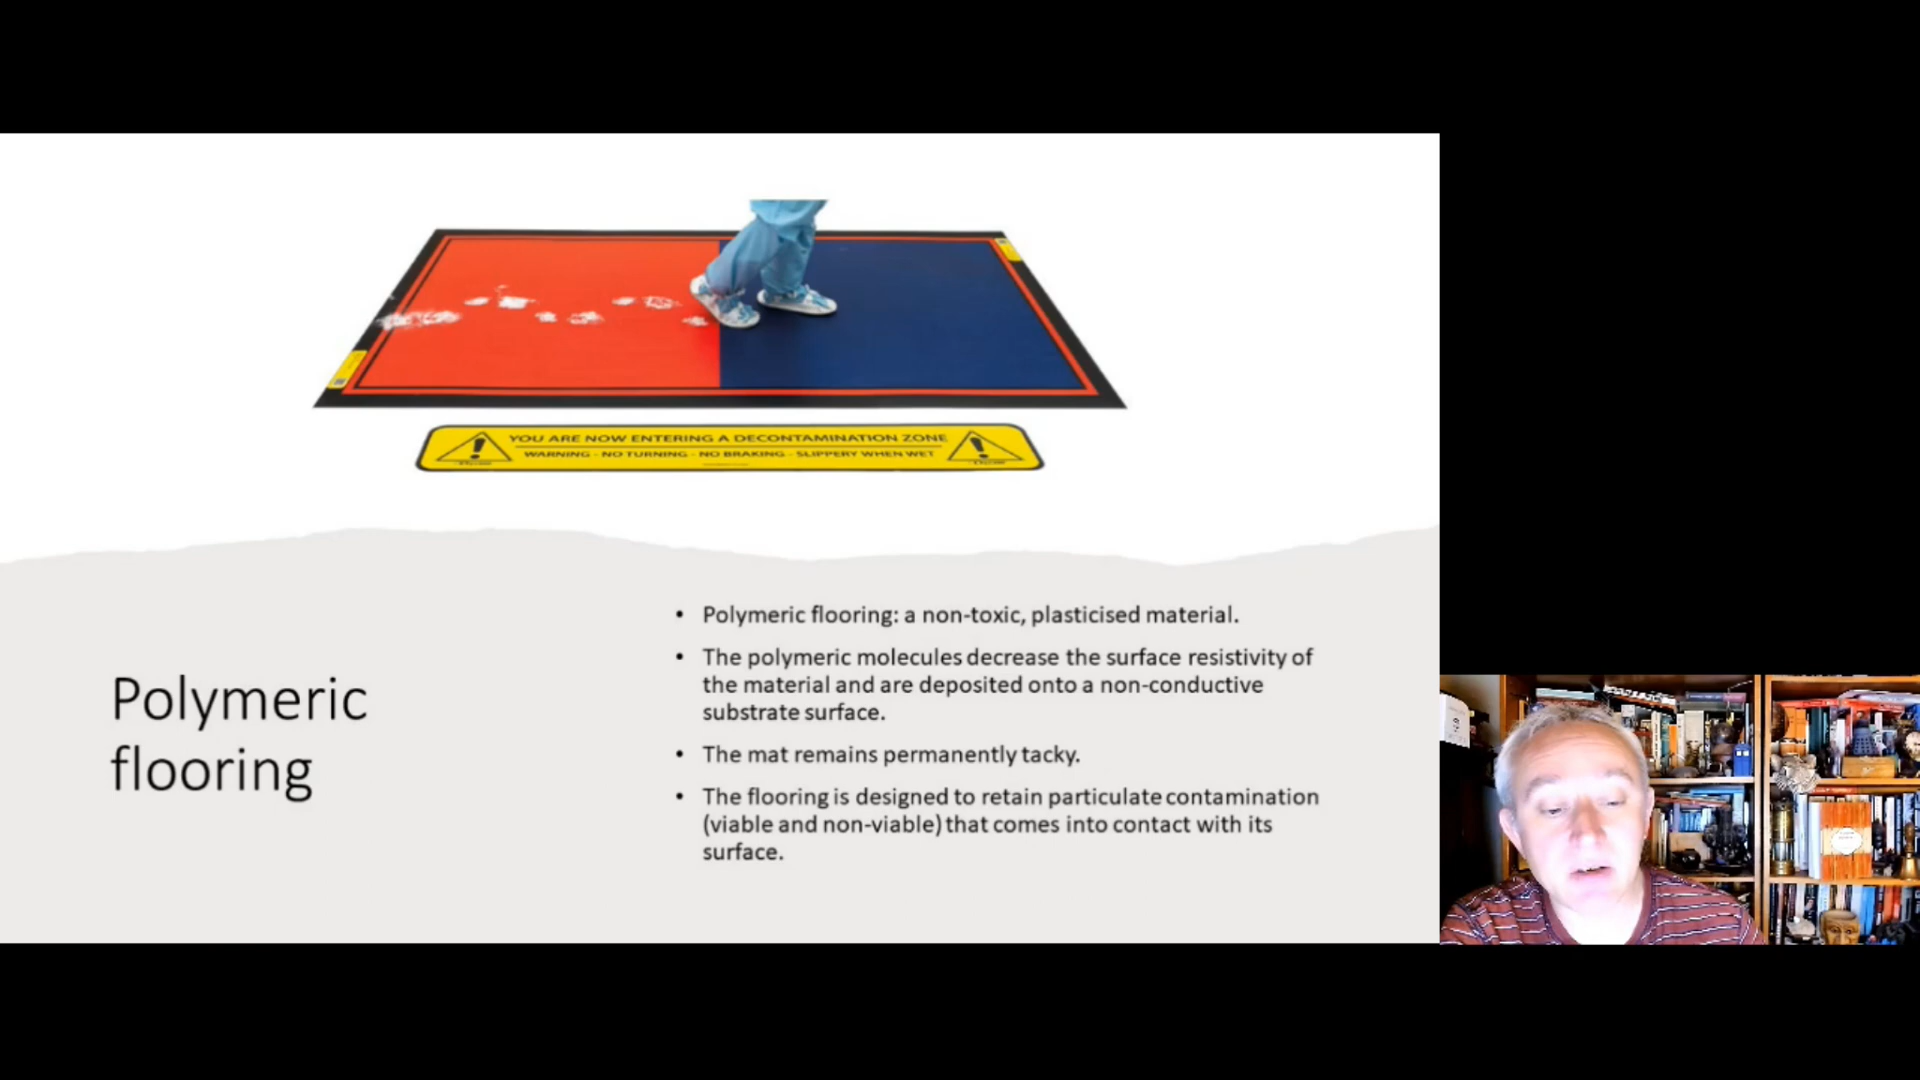 YOU ARE NOW ENTERING A DECONTAMINATION ZONE
WARNING - NO TURNING - NO BRAKING - SLIPPERY WHEN WET
Polymeric
flooring
• Polymeric flooring: a non-toxic, plasticised material.
• The polymeric molecules decrease the surface resistivity of
the material and are deposited onto a non-conductive
substrate surface.
• The mat remains permanently tacky.
• The flooring is designed to retain particulate contamination
(viable and non-viable) that comes into contact with its
surface.